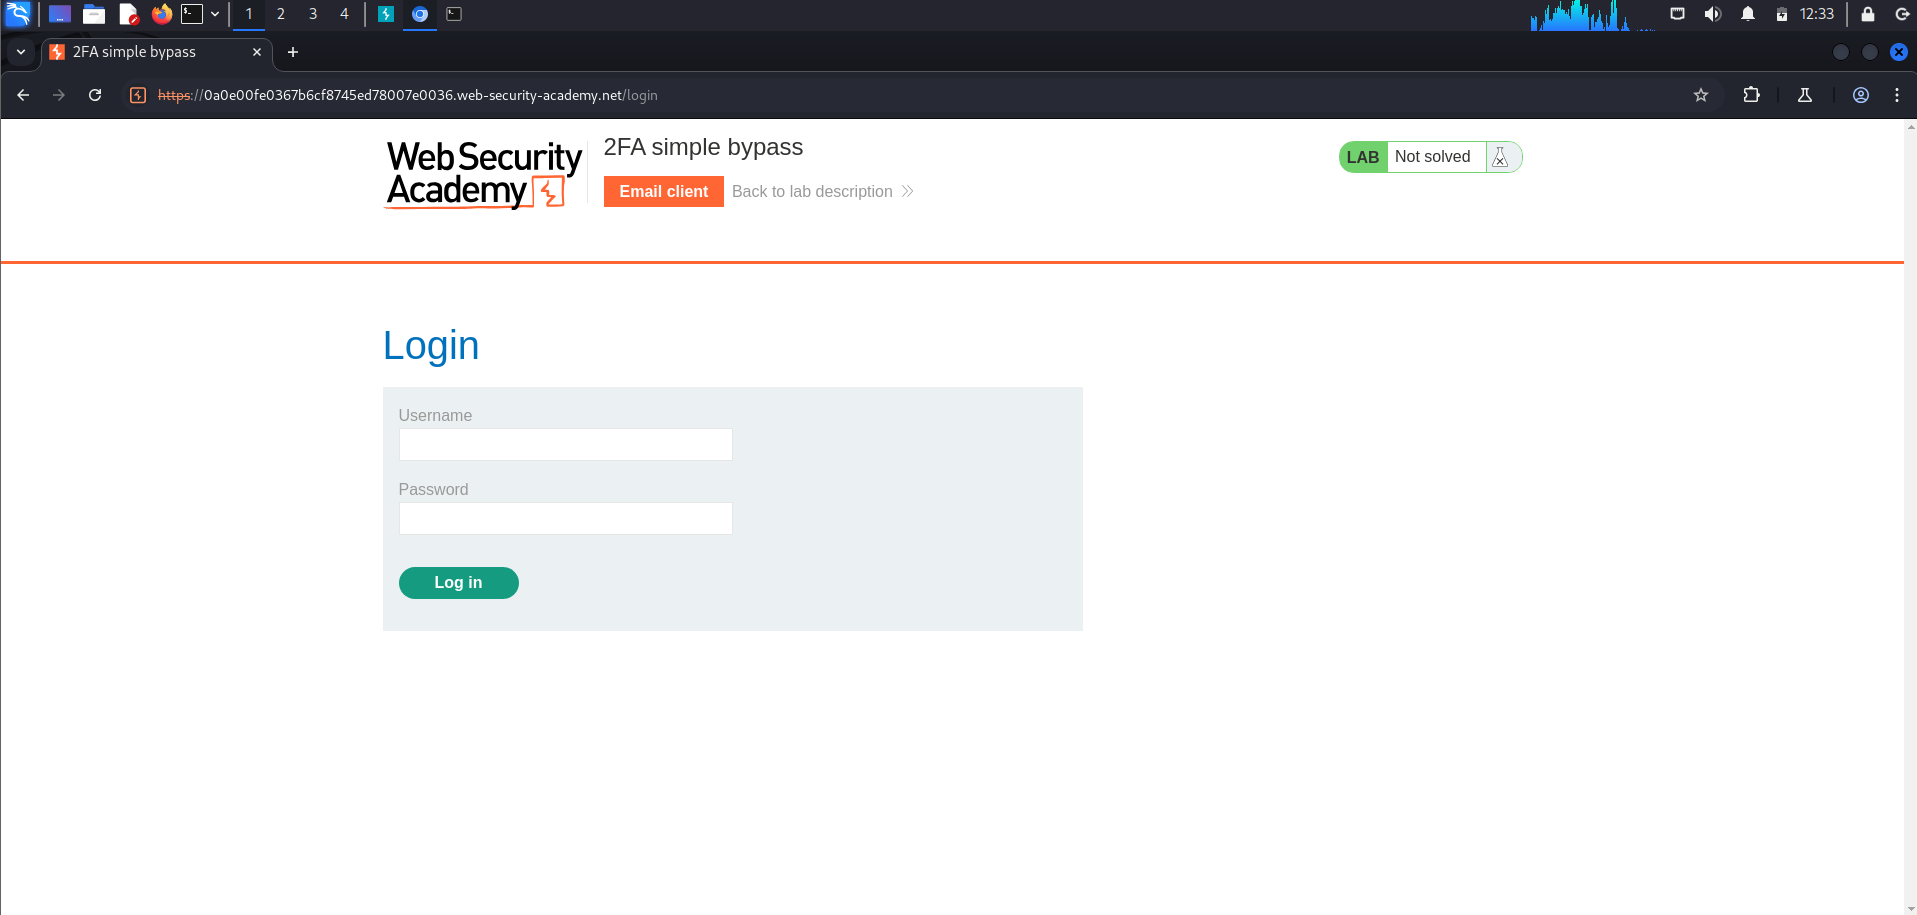 1 2 3 4 12:33
2FA simple bypass
https://0a0e00fe0367b6cf8745ed78007e0036.web-security-academy.net/login
Web Security
Academy
2FA simple bypass
Email client Back to lab description
LAB Not solved
Login
Username
Password
Log in